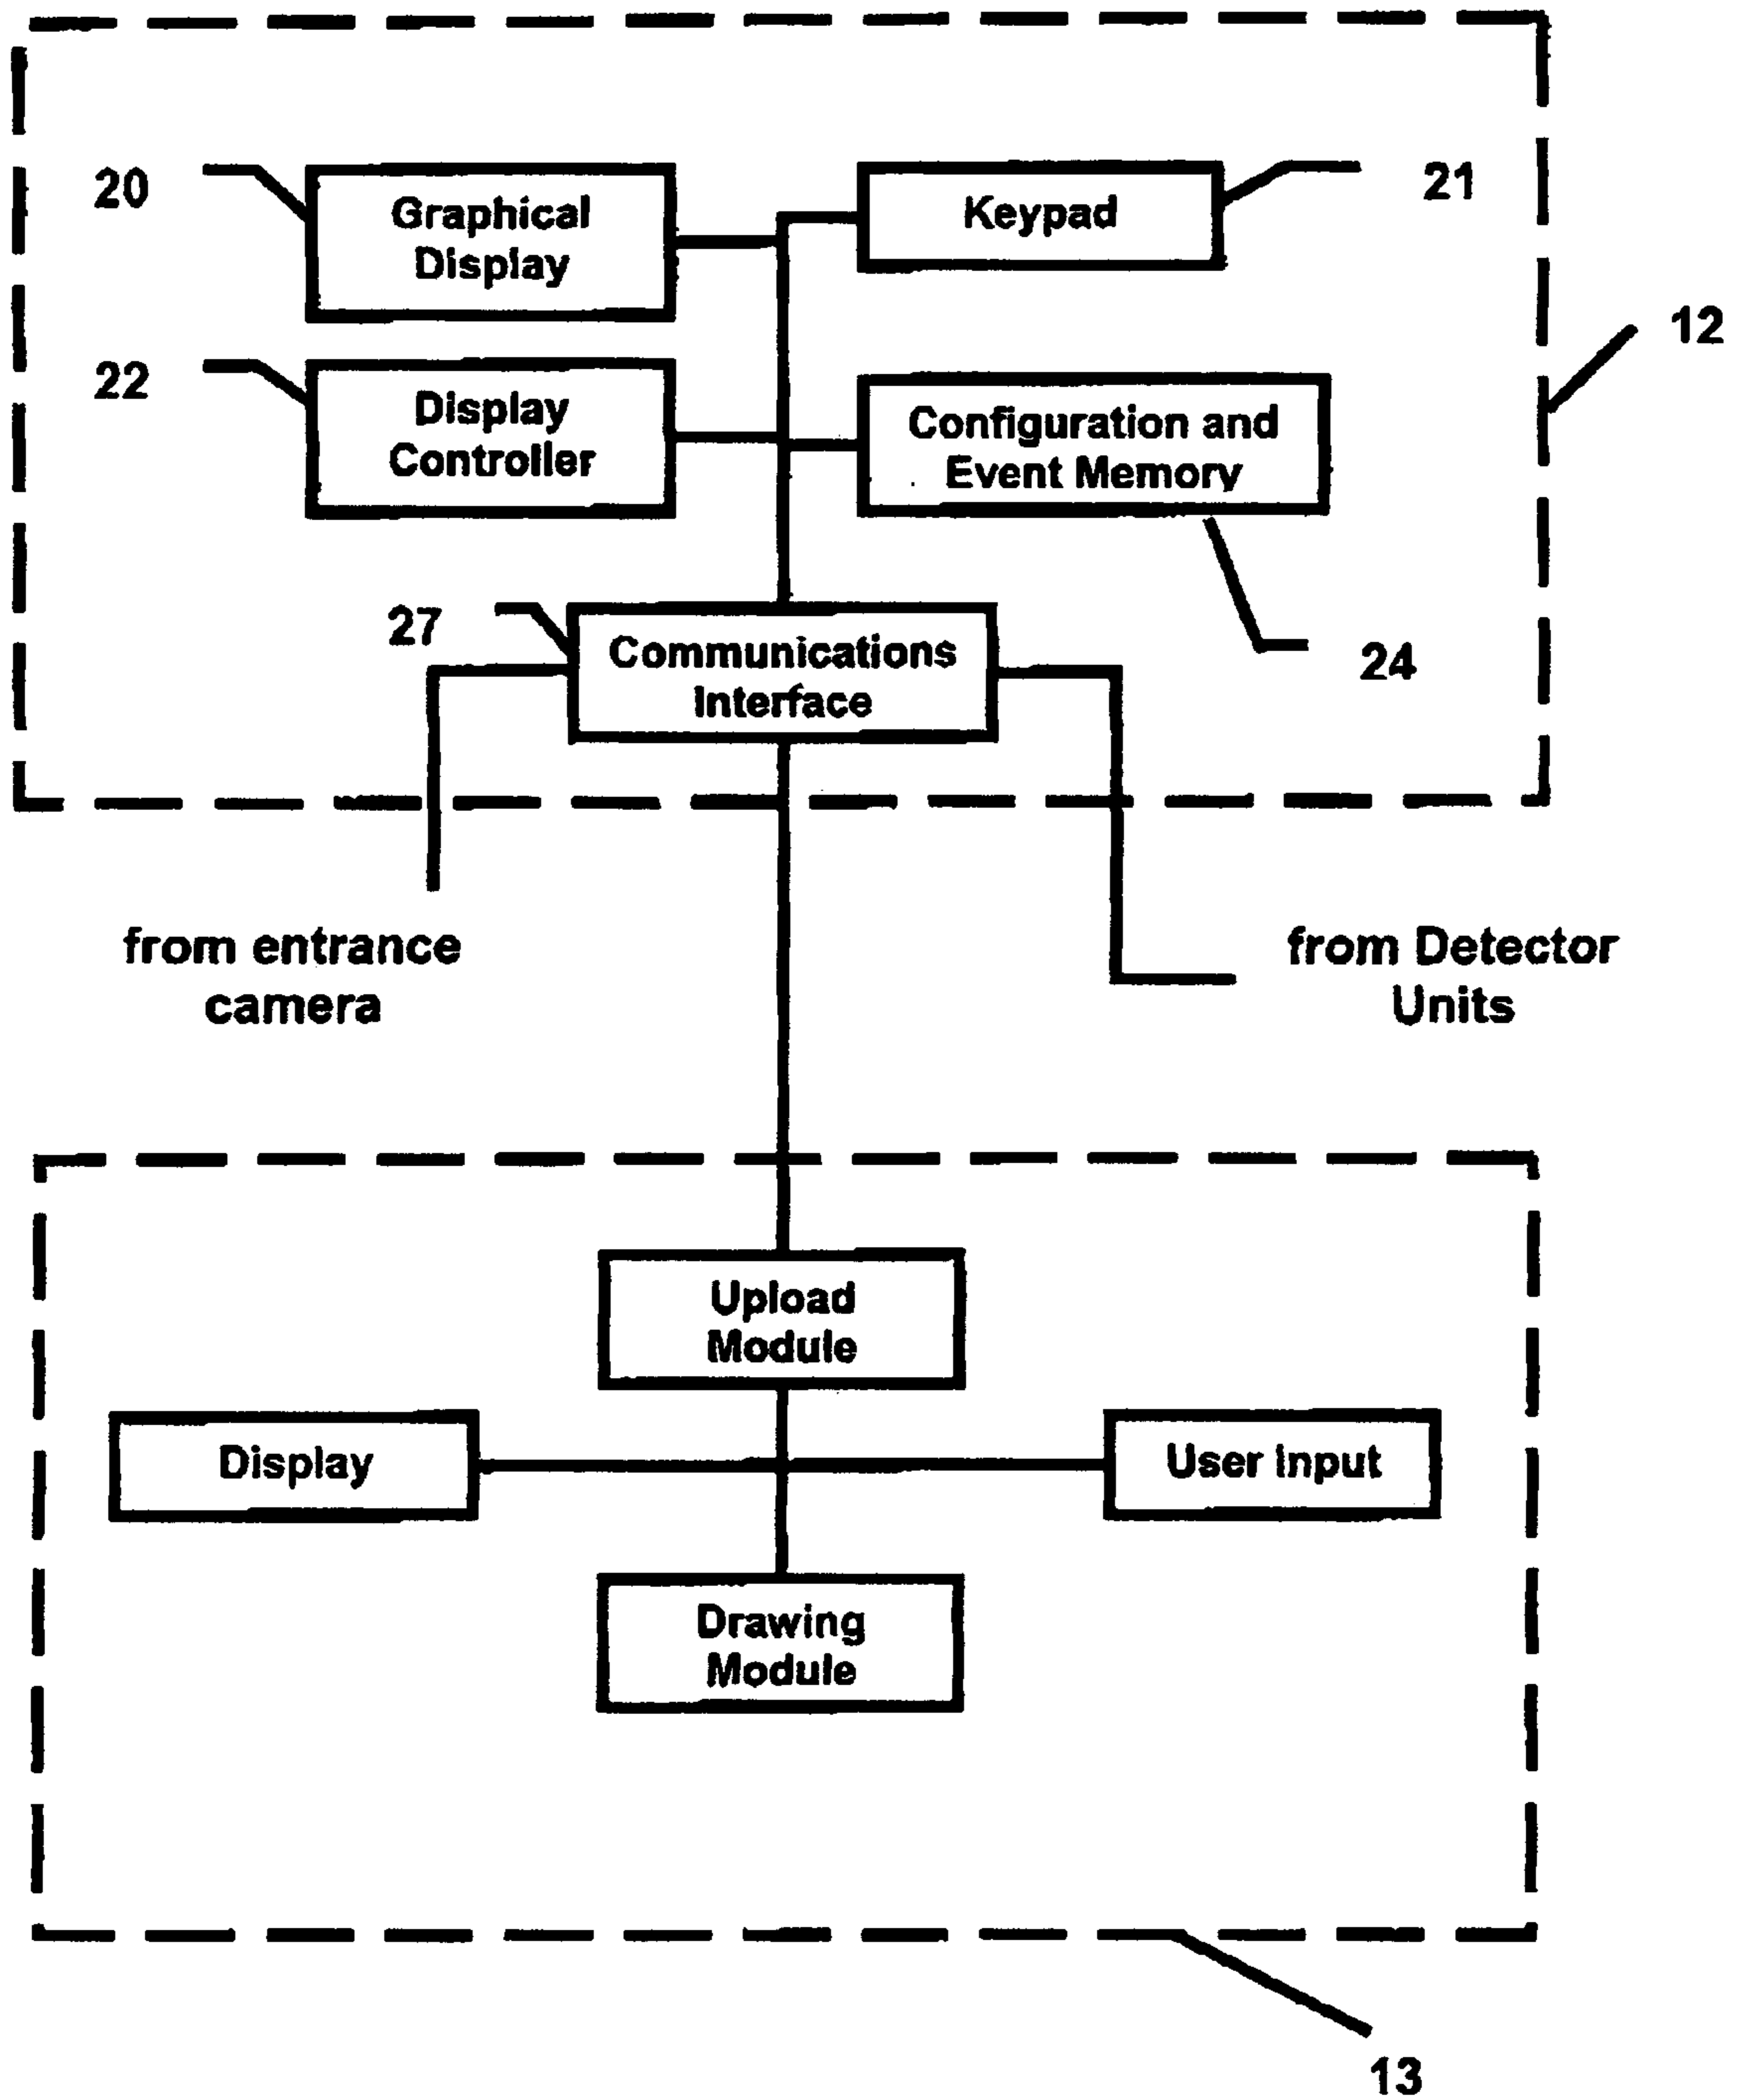 20
Graphical
Display
Keypad
21
12
22
Display
Controller
Configuration and
Event Memory
27
Communications
Interface
24
from entrance
camera
from Detector
Units
Upload
Module
Display
User Input
Drawing
Module
13